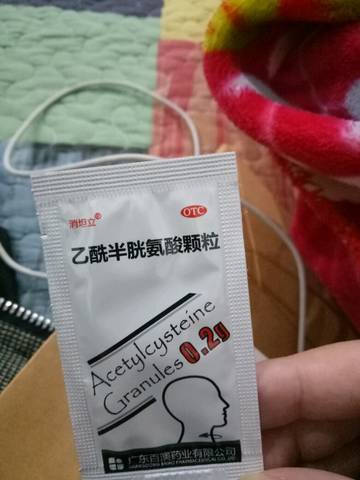 消坦立®
OTC
乙酰半胱氨酸颗粒
Acetylcysteine
Granules 0.2g
广东百澳药业有限公司